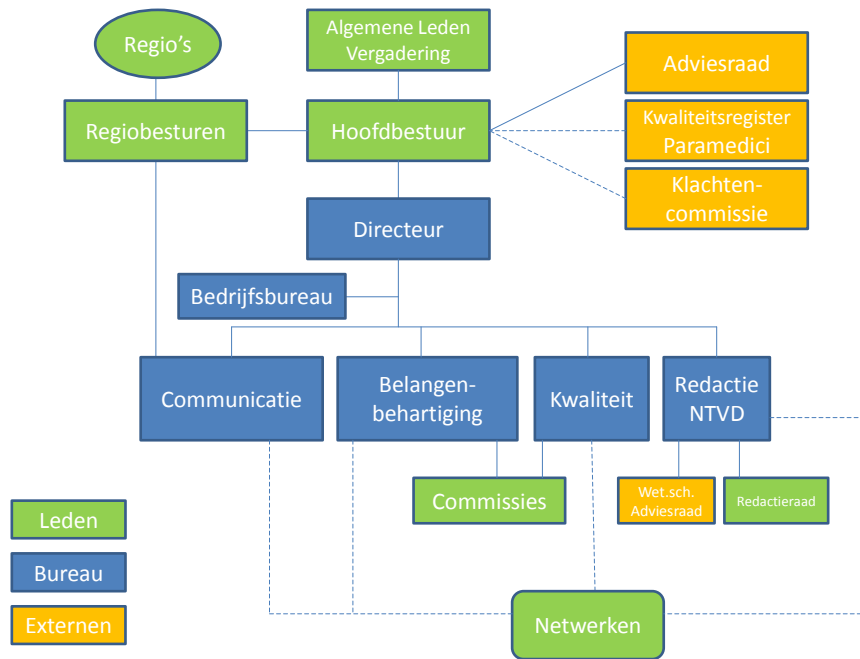 Regio's
Algemene Leden
Vergadering
Adviesraad
Regiobesturen
Hoofdbestuur
Kwaliteitsregister
Paramedici
Klachten-
commissie
Directeur
Bedrijfsbureau
Communicatie
Belangen-
behartiging
Kwaliteit
Redactie
NTVD
Commissies
Wet.sch.
Adviesraad
Redactieraad
Leden
Bureau
Externen
Netwerken